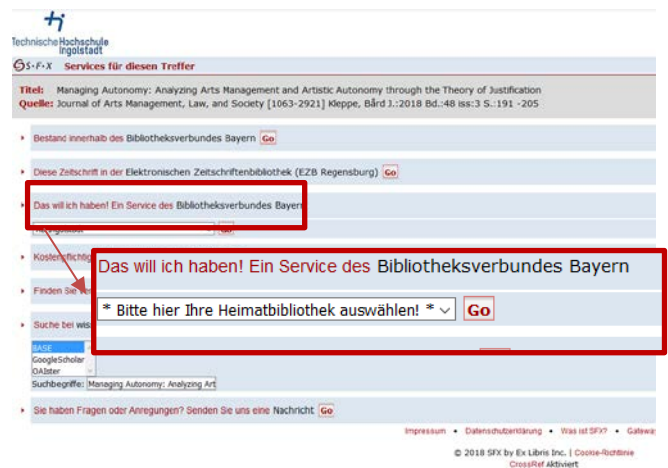 Technische Hochschule
Ingolstadt
S·F·X Services für diesen Treffer
Titel: Managing Autonomy: Analyzing Arts Management and Artistic Autonomy through the Theory of Justification
Quelle: Journal of Arts Management, Law, and Society [1063-2921] Kleppe, Bård J.:2018 Bd.:48 iss:3 S.:191 -205
Bestand innerhalb des Bibliotheksverbundes Bayern Go
Diese Zeitschrift in der Elektronischen Zeitschriftenbibliothek (EZB Regensburg) Go
Das will ich haben! Ein Service des Bibliotheksverbundes Bayern
Go
Kostenpflichtig
Das will ich haben! Ein Service des Bibliotheksverbundes Bayern
Finden Sie
* Bitte hier Ihre Heimatbibliothek auswählen! * Go
Suche bei
BASE
GoogleScholar
OAIster
Suchbegriffe: Managing Autonomy: Analyzing Art
Sie haben Fragen oder Anregungen? Senden Sie uns eine Nachricht Go
Impressum • Datenschutzerklärung • Was ist SFX? •
© 2018 SFX by Ex Libris Inc. | Cookie-Richtlinie
CrossRef Aktiviert